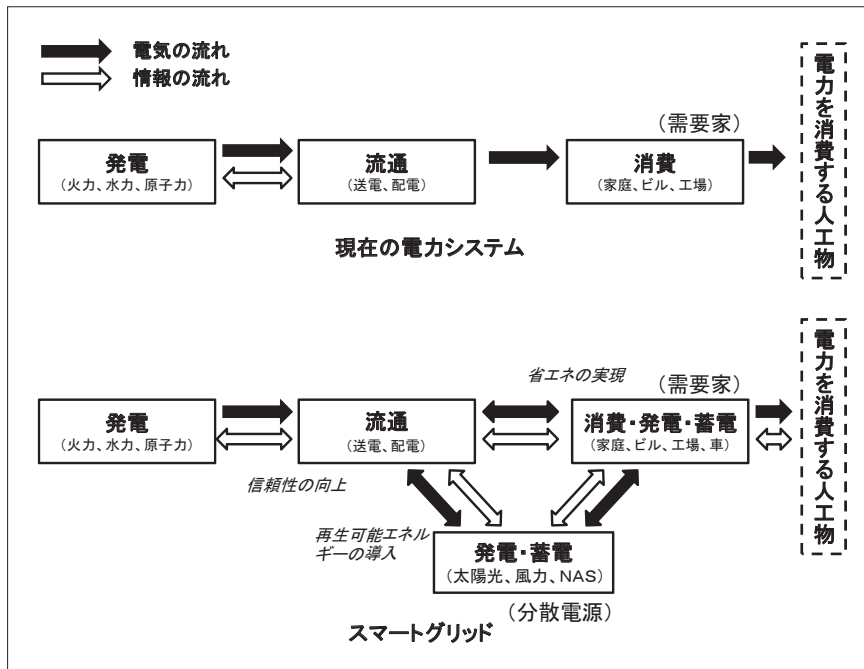 電気の流れ
情報の流れ
電力を消費する人工物
(需要家)
発電
(火力、水力、原子力)
流通
(送電、配電)
消費
(家庭、ビル、工場)
現在の電力システム
電力を消費する人工物
省エネの実現
(需要家)
発電
(火力、水力、原子力)
流通
(送電、配電)
消費・発電・蓄電
(家庭、ビル、工場、車)
信頼性の向上
再生可能エネル
ギーの導入
発電・蓄電
(太陽光、風力、NAS)
(分散電源)
スマートグリッド